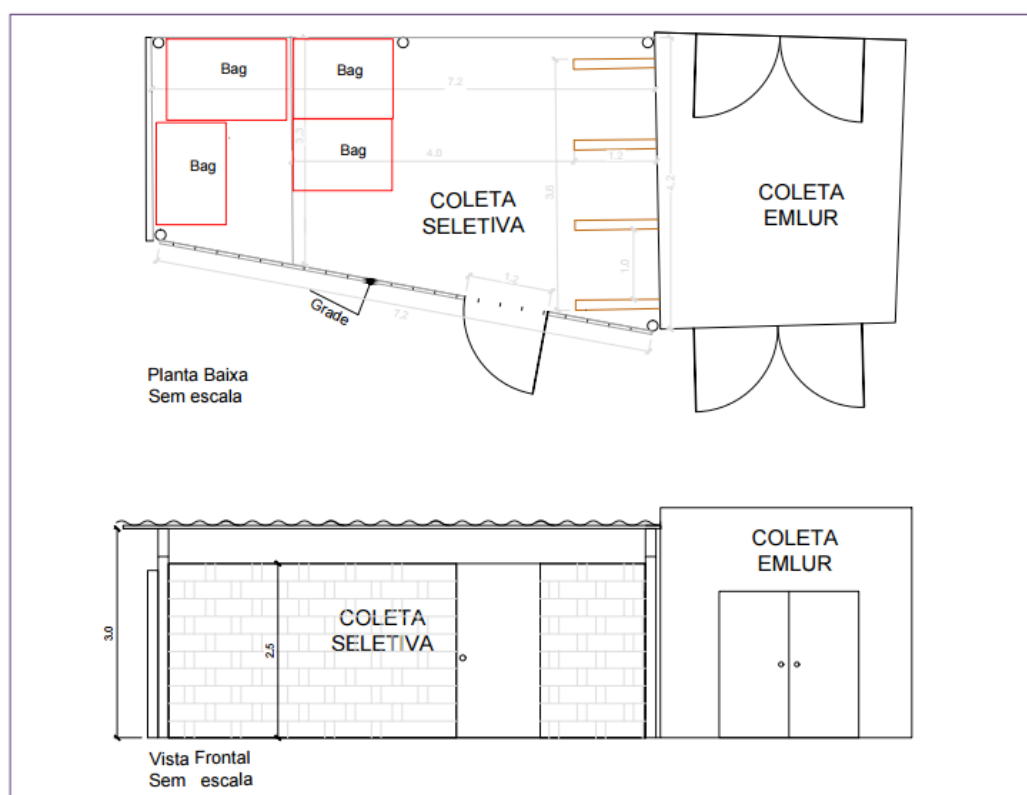 Bag
Bag
7.2
3.3
Bag
Bag
4.0
1.2
3.6
4.2
COLETA
SELETIVA
COLETA
EMLUR
1.0
1.2
Grade
7.2
Planta Baixa
Sem escala
COLETA
EMLUR
COLETA
SELETIVA
3.0
2.5
Vista Frontal
Sem escala